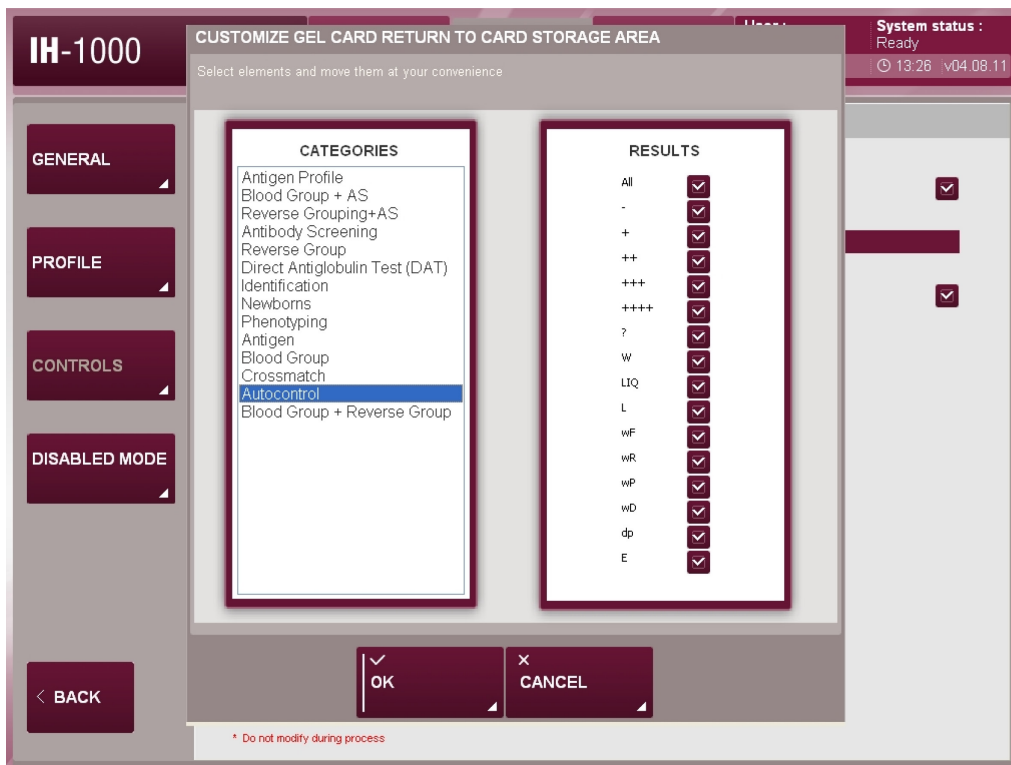 IH-1000
User :
System status :
Ready
13:26 v04.08.11
CUSTOMIZE GEL CARD RETURN TO CARD STORAGE AREA
Select elements and move them at your convenience
GENERAL
PROFILE
CONTROLS
DISABLED MODE
< BACK
CATEGORIES
Antigen Profile
Blood Group + AS
Reverse Grouping+AS
Antibody Screening
Reverse Group
Direct Antiglobulin Test (DAT)
Identification
Newborns
Phenotyping
Antigen
Blood Group
Crossmatch
Autocontrol
Blood Group + Reverse Group
RESULTS
All
-
+
++
+++
++++
?
W
LIQ
L
wF
wR
wP
wD
dp
E
OK
CANCEL
* Do not modify during process